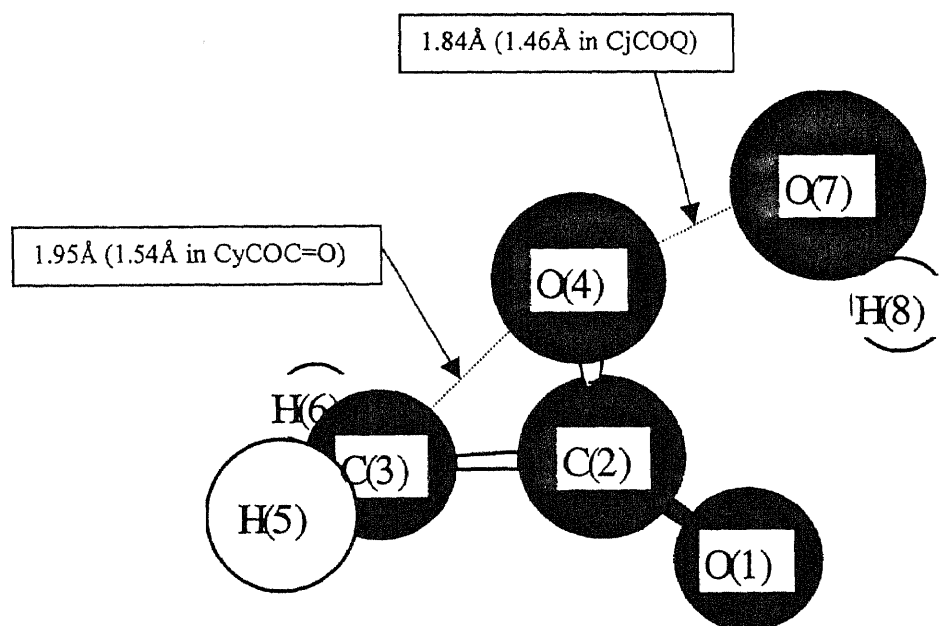 1.84Å (1.46Å in CjCOQ)
O(7)
1.95Å (1.54Å in CyCOC=O)
O(4)
H(8)
H(6)
C(3)
C(2)
H(5)
O(1)